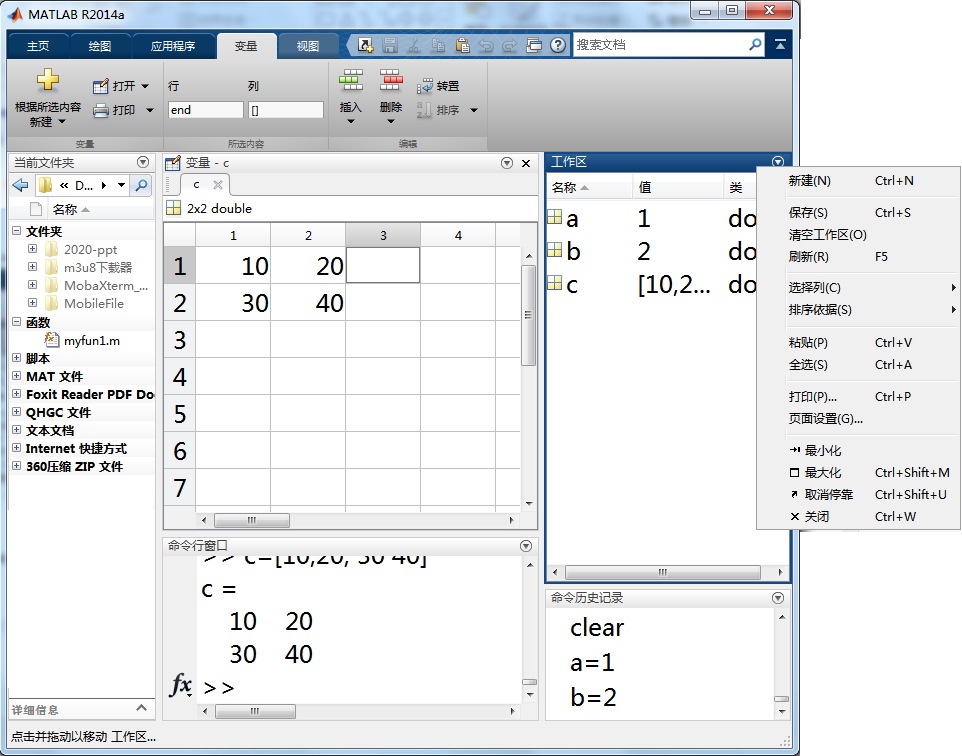 MATLAB R2014a
主页 绘图 应用程序 变量 视图 搜索文档
根据所选内容
新建
打开
打印
行 列
end []
插入 删除
转置
排序
变量 所选内容 编辑
当前文件夹
« D...
名称
文件夹
2020-ppt
m3u8下载器
MobaXterm_...
MobileFile
函数
myfun1.m
脚本
MAT 文件
Foxit Reader PDF Do
QHGC 文件
文本文档
Internet 快捷方式
360压缩 ZIP 文件
详细信息
变量 - c
c
2x2 double
1 2 3 4
1 10 20
2 30 40
3
4
5
6
7
命令行窗口
>> c=[10,20; 30 40]
c =
10 20
30 40
fx >>
工作区
名称 值 类
a 1 do
b 2 do
c [10,2... do
命令历史记录
clear
a=1
b=2
新建(N) Ctrl+N
保存(S) Ctrl+S
清空工作区(O)
刷新(R) F5
选择列(C)
排序依据(S)
粘贴(P) Ctrl+V
全选(S) Ctrl+A
打印(P)... Ctrl+P
页面设置(G)...
最小化
最大化 Ctrl+Shift+M
取消停靠 Ctrl+Shift+U
关闭 Ctrl+W
点击并拖动以移动 工作区...